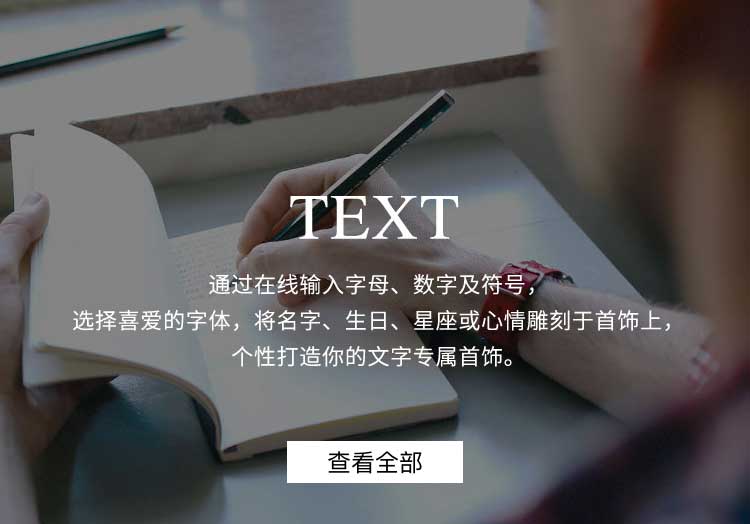 TEXT
通过在线输入字母、数字及符号，
选择喜爱的字体，将名字、生日、星座或心情雕刻于首饰上，
个性打造你的文字专属首饰。
查看全部